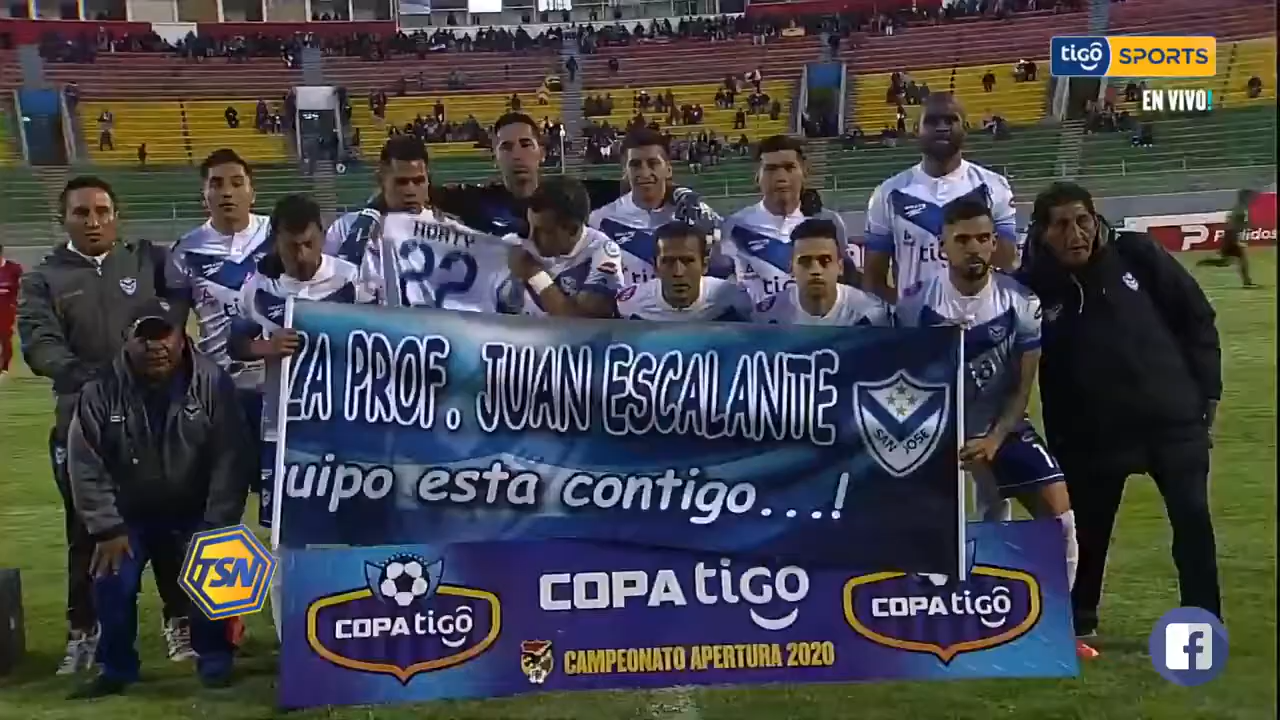 tigo SPORTS
EN VIVO!
HORTY
22
ZA PROF. JUAN ESCALANTE
SAN JOSE
uipo esta contigo...!
TSN
COPA tigo
COPA tigo
COPA tigo
CAMPEONATO APERTURA 2020
f